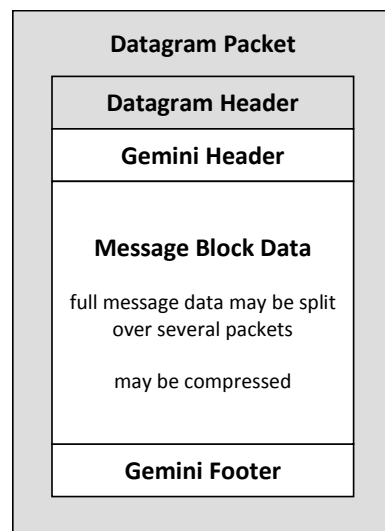 Datagram Packet
Datagram Header
Gemini Header
Message Block Data
full message data may be split
over several packets
may be compressed
Gemini Footer